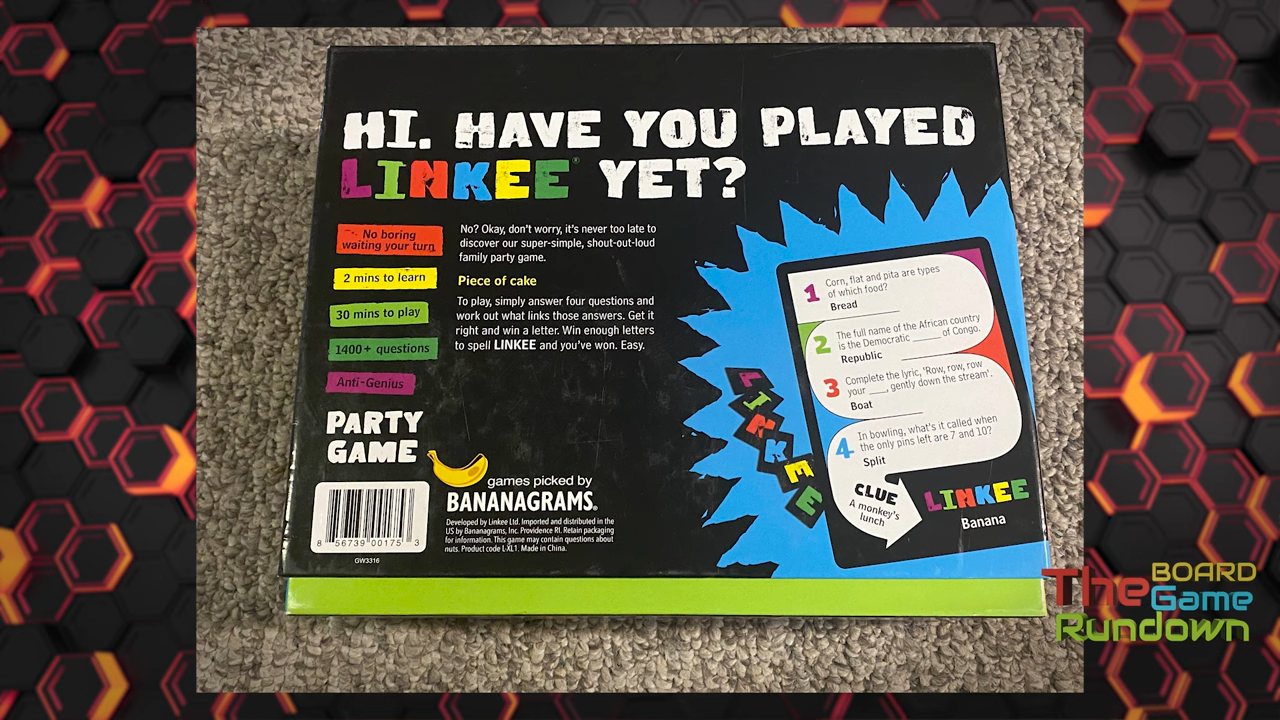 HI. HAVE YOU PLAYED
LINKEE® YET?
No boring
waiting your turn
2 mins to learn
30 mins to play
1400+ questions
Anti-Genius
PARTY
GAME
No? Okay, don't worry, it's never too late to
discover our super-simple, shout-out-loud
family party game.
Piece of cake
To play, simply answer four questions and
work out what links those answers. Get it
right and win a letter. Win enough letters
to spell LINKEE and you've won. Easy.
games picked by
BANANAGRAMS®
Developed by Linkee Ltd. Imported and distributed in the
US by Bananagrams, Inc. Providence RI. Retain packaging
for information. This game may contain questions about
nuts. Product code L-XL1. Made in China.
8 56739 00175 3
GW3316
LINKEE
1 Corn, flat and pita are types
of which food?
Bread
2 The full name of the African country
is the Democratic ______ of Congo.
Republic
3 Complete the lyric, 'Row, row, row
your ____, gently down the stream'.
Boat
4 In bowling, what's it called when
the only pins left are 7 and 10?
Split
CLUE
A monkey's
lunch
LINKEE
Banana
The BOARD
Game
Rundown